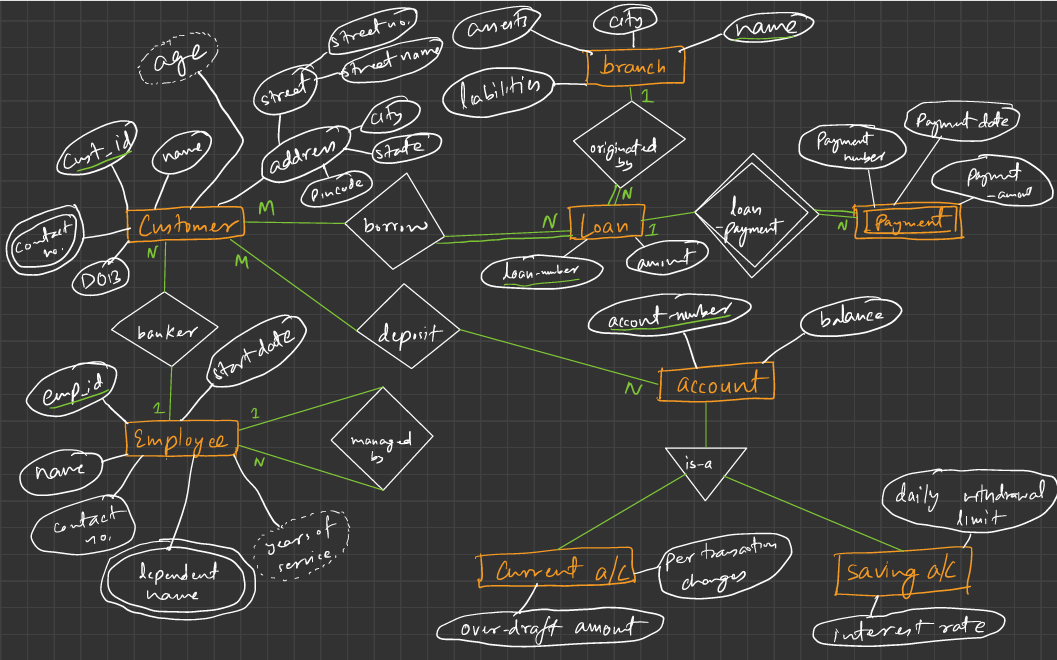 street no.
assets
city
name
age
street name
branch
street
liabilities
1
city
Payment date
cust_id
name
address
state
originated
by
Payment
number
Pincode
N
loan
-payment
payment
-amount
M
Customer
borrow
N
Loan
1
N
Payment
contact
no.
N
M
amount
DOB
loan-number
account-number
balance
banker
deposit
start date
emp_id
N
account
1
1
Employee
managed
by
N
name
is-a
daily withdrawal
limit
contact
no.
years of
service
per transaction
charges
dependent
name
Current a/c
saving a/c
over-draft amount
interest rate